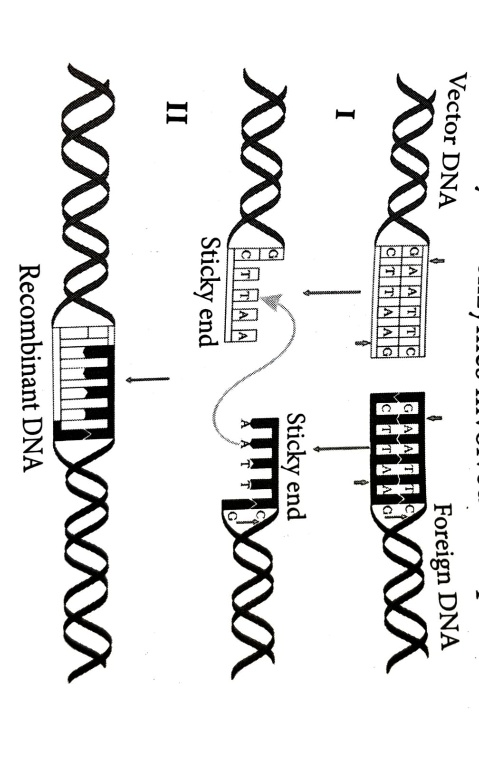 Vector DNA
Foreign DNA
G A A T T C
C T T A A G
G A A T T C
C T T A A G
I
Sticky end
G
C T T A A
A A T T C
G
Sticky end
II
Recombinant DNA